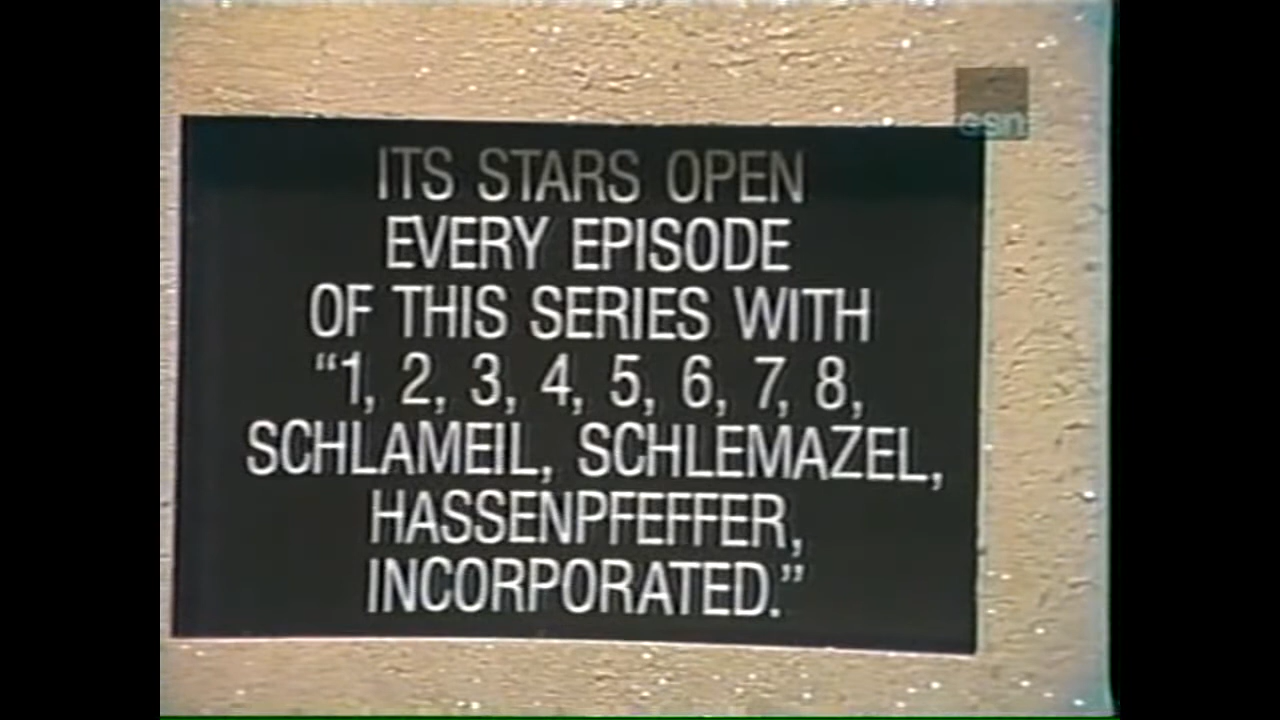 esn
ITS STARS OPEN
EVERY EPISODE
OF THIS SERIES WITH
“1, 2, 3, 4, 5, 6, 7, 8,
SCHLAMEIL, SCHLEMAZEL,
HASSENPFEFFER,
INCORPORATED.”